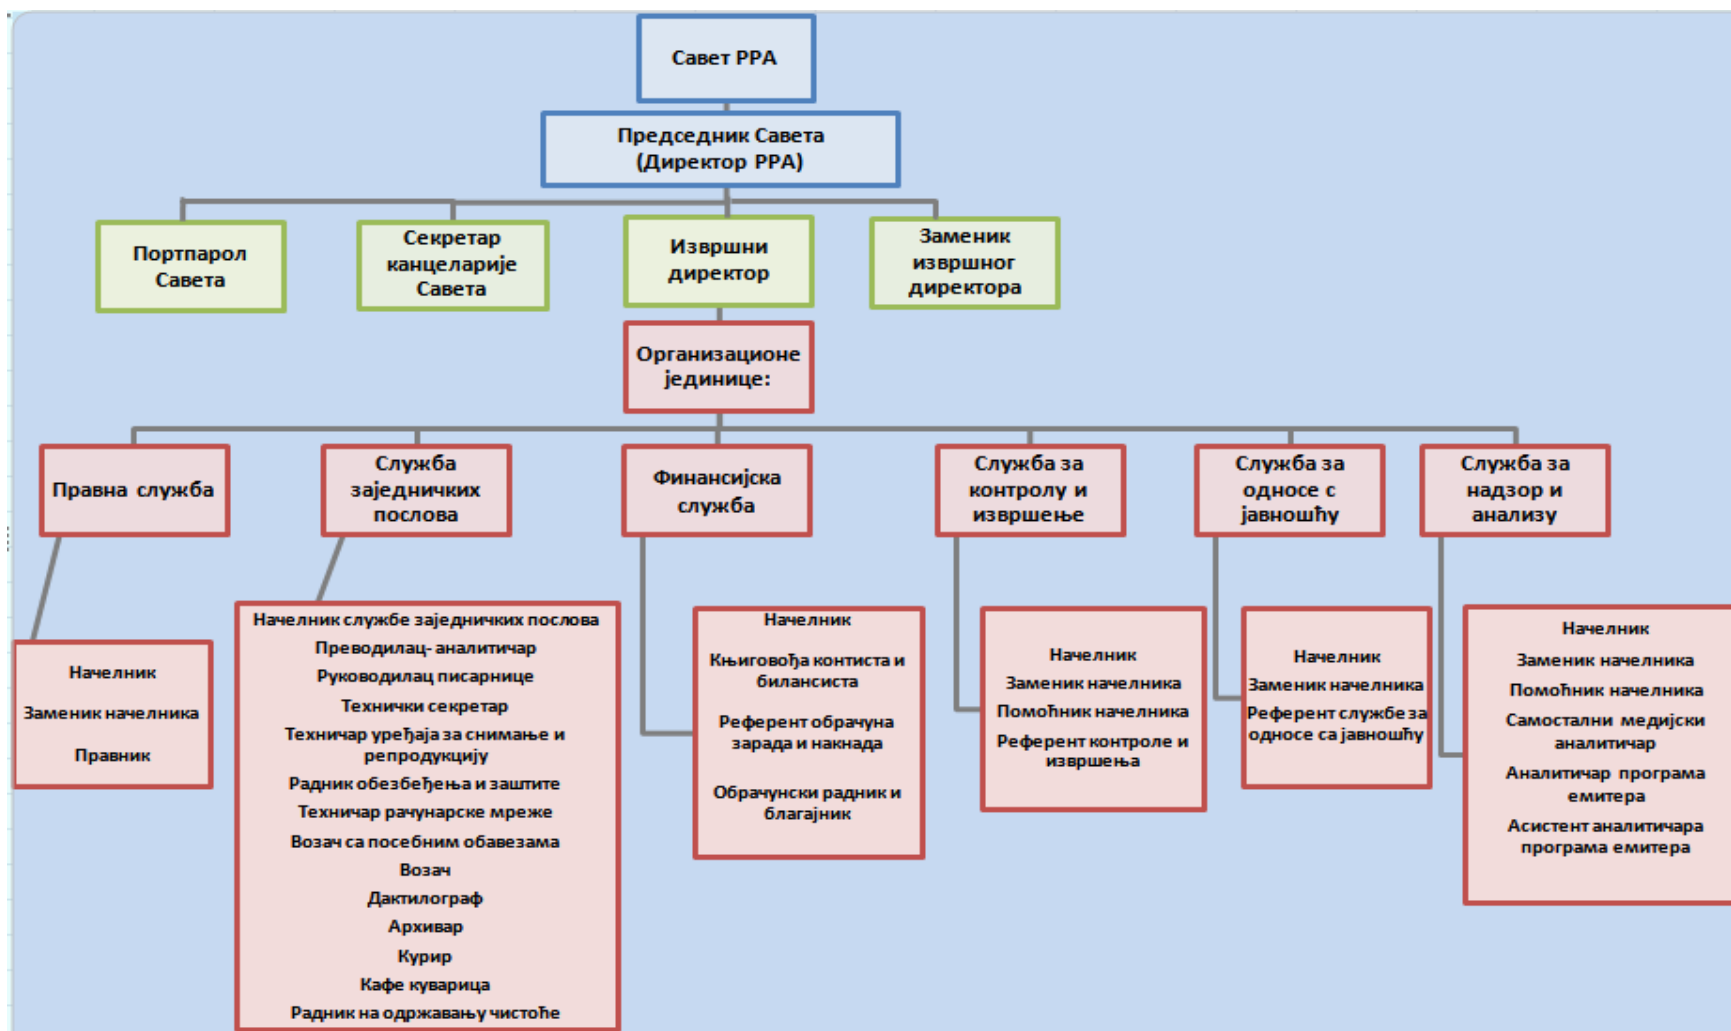 Савет РРА
Председник Савета
(Директор РРА)
Портпарол
Савета
Секретар
канцеларије
Савета
Извршни
директор
Заменик
извршног
директора
Организационе
јединице:
Правна служба
Служба
заједничких
послова
Финансијска
служба
Служба за
контролу и
извршење
Служба за
односе с
јавношћу
Служба за
надзор и
анализу
Начелник
Заменик начелника
Правник
Начелник службе заједничких послова
Преводилац- аналитичар
Руководилац писарнице
Технички секретар
Техничар уређаја за снимање и
репродукцију
Радник обезбеђења и заштите
Техничар рачунарске мреже
Возач са посебним обавезама
Возач
Дактилограф
Архивар
Курир
Кафе куварица
Радник на одржавању чистоће
Начелник
Књиговођа контиста и
билансиста
Референт обрачуна
зарада и накнада
Обрачунски радник и
благајник
Начелник
Заменик начелника
Помоћник начелника
Референт контроле и
извршења
Начелник
Заменик начелника
Референт службе за
односе са јавношћу
Начелник
Заменик начелника
Помоћник начелника
Самостални медијски
аналитичар
Аналитичар програма
емитера
Асистент аналитичара
програма емитера